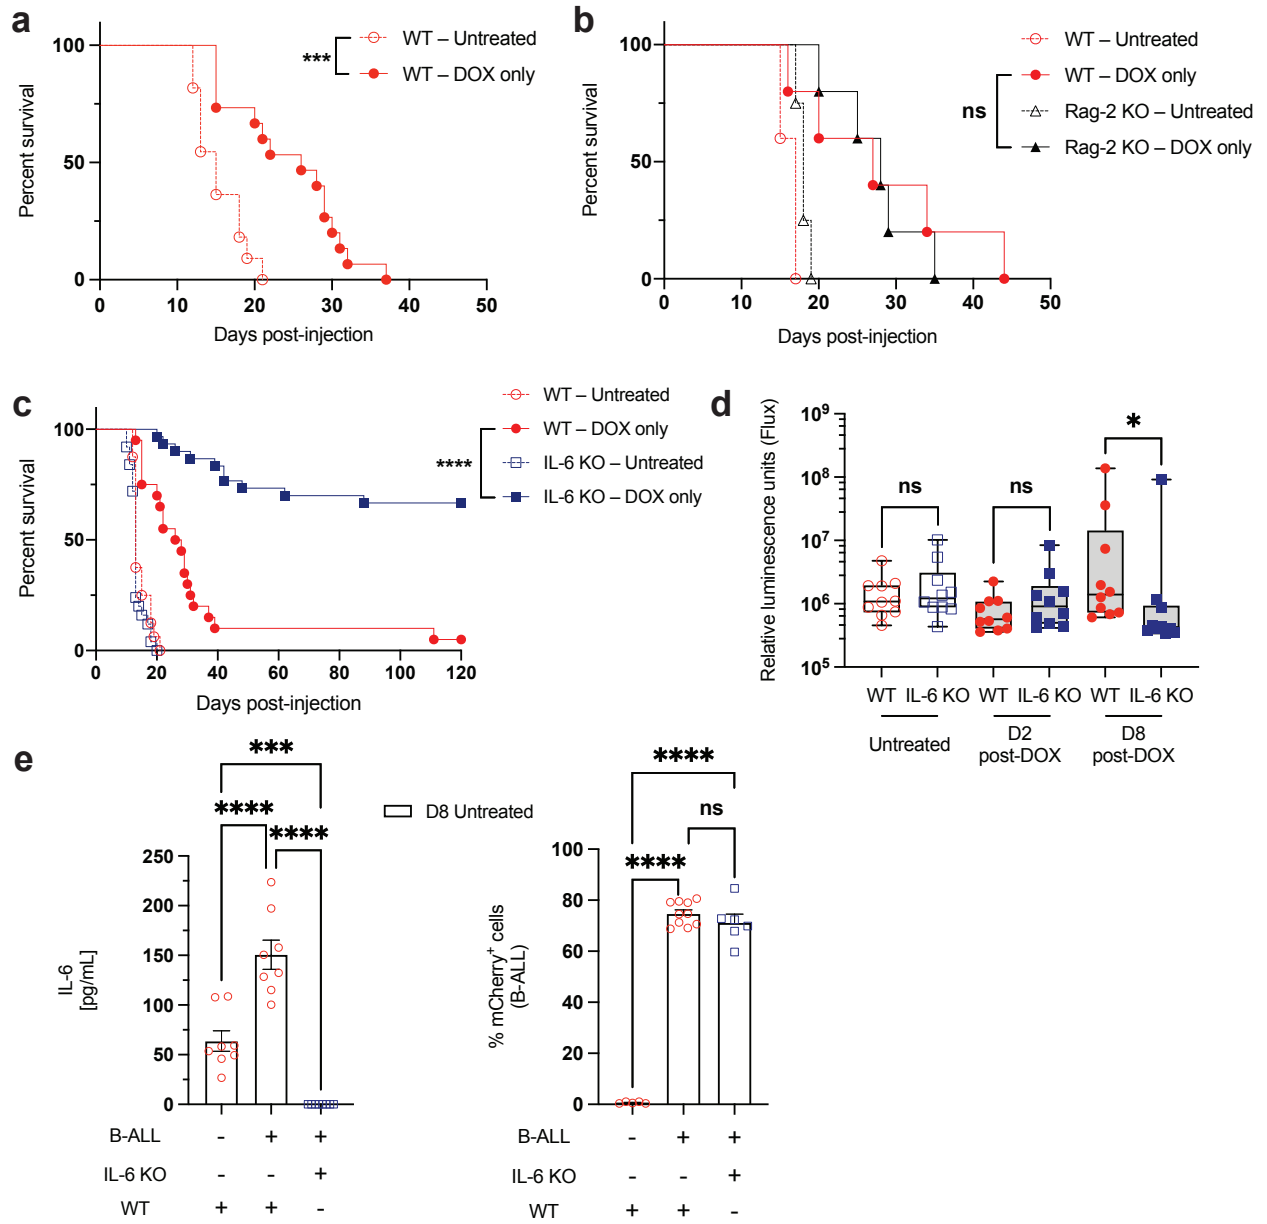 a
Percent survival
100
50
0
0 10 20 30 40 50
Days post-injection
*** WT – Untreated
WT – DOX only
b
Percent survival
100
50
0
0 10 20 30 40 50
Days post-injection
WT – Untreated
WT – DOX only
ns
Rag-2 KO – Untreated
Rag-2 KO – DOX only
c
Percent survival
100
50
0
0 20 40 60 80 100 120
Days post-injection
WT – Untreated
WT – DOX only
****
IL-6 KO – Untreated
IL-6 KO – DOX only
d
Relative luminescence units (Flux)
10⁹
10⁸
10⁷
10⁶
10⁵
ns ns *
WT IL-6 KO WT IL-6 KO WT IL-6 KO
Untreated
D2
post-DOX
D8
post-DOX
e
***
****
****
D8 Untreated
IL-6
[pg/mL]
250
200
150
100
50
0
B-ALL - + +
IL-6 KO - - +
WT + + -
****
ns
****
% mCherry⁺ cells
(B-ALL)
100
80
60
40
20
0
B-ALL - + +
IL-6 KO - - +
WT + + -